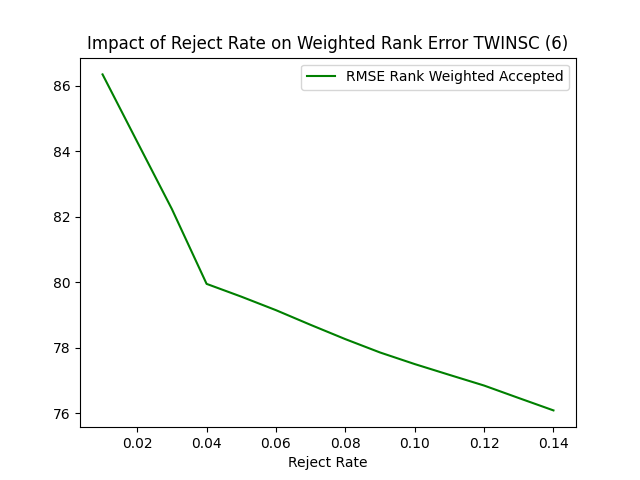 Impact of Reject Rate on Weighted Rank Error TWINSC (6)
RMSE Rank Weighted Accepted
86
84
82
80
78
76
0.02 0.04 0.06 0.08 0.10 0.12 0.14
Reject Rate